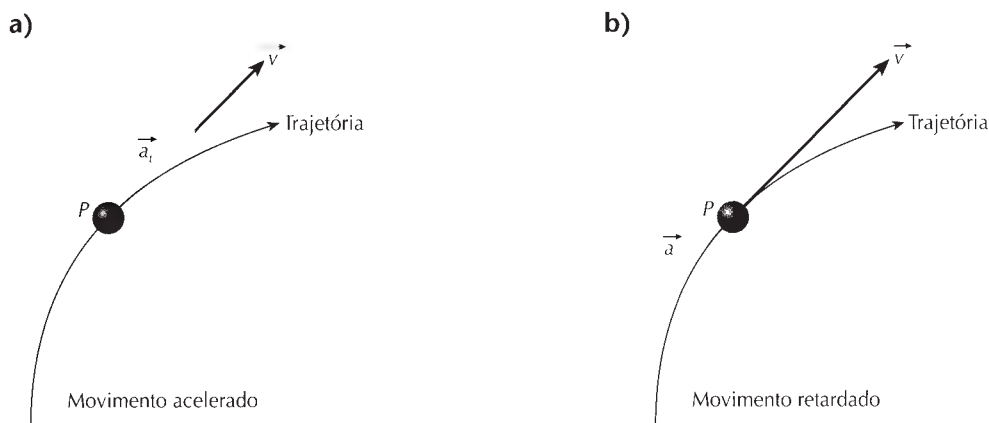 a)
v
Trajetória
a_t
P
Movimento acelerado
b)
v
Trajetória
P
a
Movimento retardado